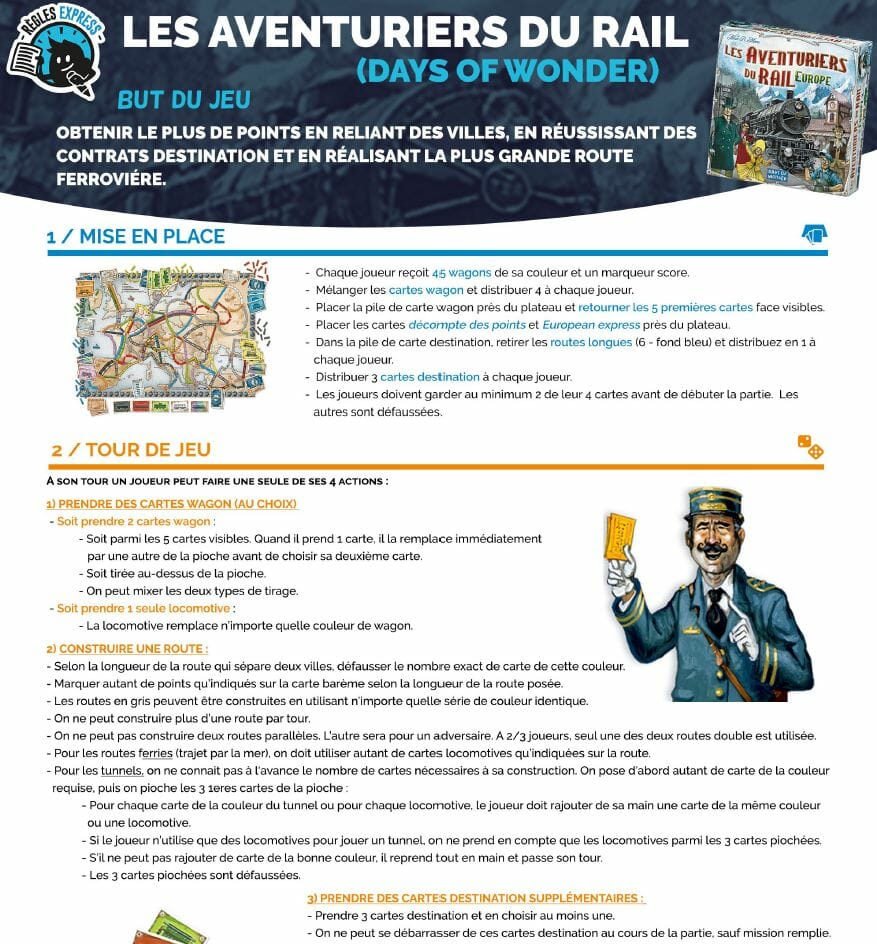 RÈGLES EXPRESS
LES AVENTURIERS DU RAIL
(DAYS OF WONDER)
BUT DU JEU
OBTENIR LE PLUS DE POINTS EN RELIANT DES VILLES, EN RÉUSSISSANT DES
CONTRATS DESTINATION ET EN RÉALISANT LA PLUS GRANDE ROUTE
FERROVIÉRE.
LES AVENTURIERS
DU RAIL EUROPE
DAYS OF WONDER
1 / MISE EN PLACE
- Chaque joueur reçoit 45 wagons de sa couleur et un marqueur score.
- Mélanger les cartes wagon et distribuer 4 à chaque joueur.
- Placer la pile de carte wagon près du plateau et retourner les 5 premières cartes face visibles.
- Placer les cartes décompte des points et European express près du plateau.
- Dans la pile de carte destination, retirer les routes longues (6 - fond bleu) et distribuez en 1 à
chaque joueur.
- Distribuer 3 cartes destination à chaque joueur.
- Les joueurs doivent garder au minimum 2 de leur 4 cartes avant de débuter la partie. Les
autres sont défaussées.
2 / TOUR DE JEU
A SON TOUR UN JOUEUR PEUT FAIRE UNE SEULE DE SES 4 ACTIONS :
1) PRENDRE DES CARTES WAGON (AU CHOIX)
- Soit prendre 2 cartes wagon :
- Soit parmi les 5 cartes visibles. Quand il prend 1 carte, il la remplace immédiatement
par une autre de la pioche avant de choisir sa deuxième carte.
- Soit tirée au-dessus de la pioche.
- On peut mixer les deux types de tirage.
- Soit prendre 1 seule locomotive :
- La locomotive remplace n'importe quelle couleur de wagon.
2) CONSTRUIRE UNE ROUTE :
- Selon la longueur de la route qui sépare deux villes, défausser le nombre exact de carte de cette couleur.
- Marquer autant de points qu'indiqués sur la carte barème selon la longueur de la route posée.
- Les routes en gris peuvent être construites en utilisant n'importe quelle série de couleur identique.
- On ne peut construire plus d'une route par tour.
- On ne peut pas construire deux routes parallèles. L'autre sera pour un adversaire. A 2/3 joueurs, seul une des deux routes double est utilisée.
- Pour les routes ferries (trajet par la mer), on doit utiliser autant de cartes locomotives qu'indiquées sur la route.
- Pour les tunnels, on ne connait pas à l'avance le nombre de cartes nécessaires à sa construction. On pose d'abord autant de carte de la couleur
requise, puis on pioche les 3 1eres cartes de la pioche :
- Pour chaque carte de la couleur du tunnel ou pour chaque locomotive, le joueur doit rajouter de sa main une carte de la même couleur
ou une locomotive.
- Si le joueur n'utilise que des locomotives pour jouer un tunnel, on ne prend en compte que les locomotives parmi les 3 cartes piochées.
- S'il ne peut pas rajouter de carte de la bonne couleur, il reprend tout en main et passe son tour.
- Les 3 cartes piochées sont défaussées.
3) PRENDRE DES CARTES DESTINATION SUPPLÉMENTAIRES :
- Prendre 3 cartes destination et en choisir au moins une.
- On ne peut se débarrasser de ces cartes destination au cours de la partie, sauf mission remplie.